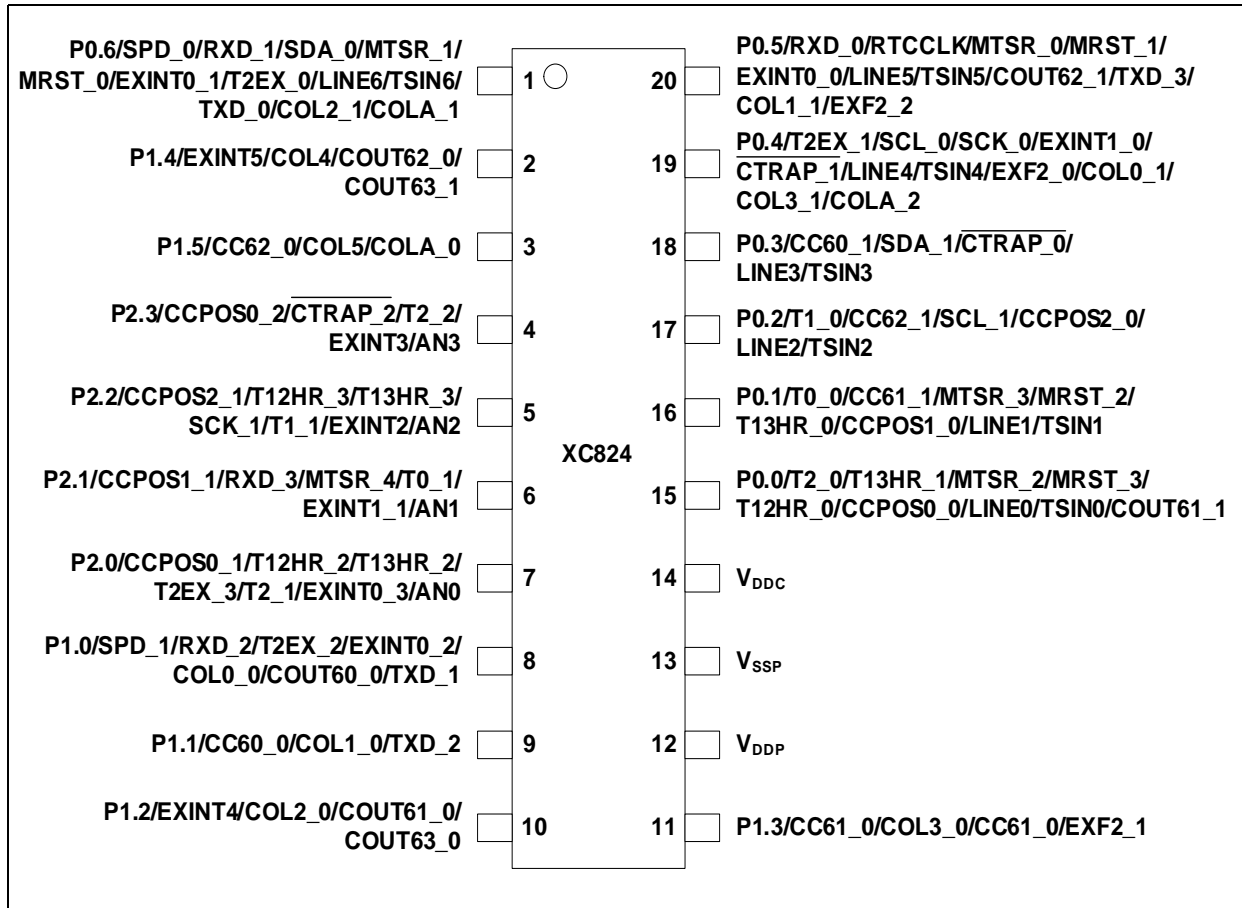 P0.6/SPD_0/RXD_1/SDA_0/MTSR_1/
MRST_0/EXINT0_1/T2EX_0/LINE6/TSIN6/
TXD_0/COL2_1/COLA_1
1
P1.4/EXINT5/COL4/COUT62_0/
COUT63_1
2
P1.5/CC62_0/COL5/COLA_0
3
P2.3/CCPOS0_2/CTRAP_2/T2_2/
EXINT3/AN3
4
P2.2/CCPOS2_1/T12HR_3/T13HR_3/
SCK_1/T1_1/EXINT2/AN2
5
P2.1/CCPOS1_1/RXD_3/MTSR_4/T0_1/
EXINT1_1/AN1
6
P2.0/CCPOS0_1/T12HR_2/T13HR_2/
T2EX_3/T2_1/EXINT0_3/AN0
7
P1.0/SPD_1/RXD_2/T2EX_2/EXINT0_2/
COL0_0/COUT60_0/TXD_1
8
P1.1/CC60_0/COL1_0/TXD_2
9
P1.2/EXINT4/COL2_0/COUT61_0/
COUT63_0
10
XC824
20
P0.5/RXD_0/RTCCLK/MTSR_0/MRST_1/
EXINT0_0/LINE5/TSIN5/COUT62_1/TXD_3/
COL1_1/EXF2_2
19
P0.4/T2EX_1/SCL_0/SCK_0/EXINT1_0/
CTRAP_1/LINE4/TSIN4/EXF2_0/COL0_1/
COL3_1/COLA_2
18
P0.3/CC60_1/SDA_1/CTRAP_0/
LINE3/TSIN3
17
P0.2/T1_0/CC62_1/SCL_1/CCPOS2_0/
LINE2/TSIN2
16
P0.1/T0_0/CC61_1/MTSR_3/MRST_2/
T13HR_0/CCPOS1_0/LINE1/TSIN1
15
P0.0/T2_0/T13HR_1/MTSR_2/MRST_3/
T12HR_0/CCPOS0_0/LINE0/TSIN0/COUT61_1
14
VDDC
13
VSSP
12
VDDP
11
P1.3/CC61_0/COL3_0/CC61_0/EXF2_1